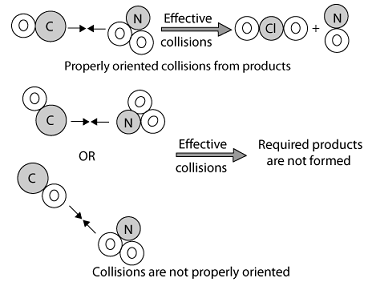 O C N O O Effective collisions O Cl O + N O
Properly oriented collisions from products
O C N O O
OR
Effective collisions
Required products
are not formed
C O N O O
Collisions are not properly oriented